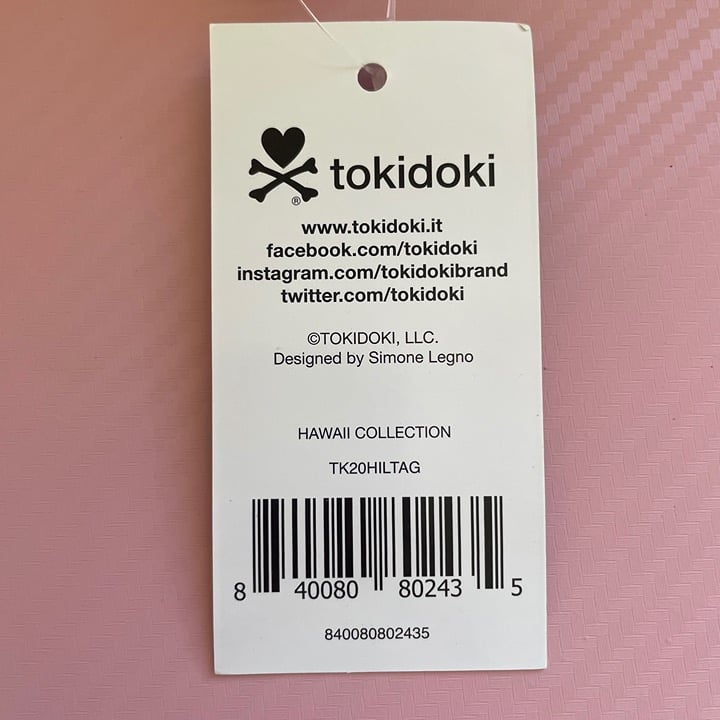 tokidoki
®
www.tokidoki.it
facebook.com/tokidoki
instagram.com/tokidokibrand
twitter.com/tokidoki
©TOKIDOKI, LLC.
Designed by Simone Legno
HAWAII COLLECTION
TK20HILTAG
8 40080 80243 5
840080802435